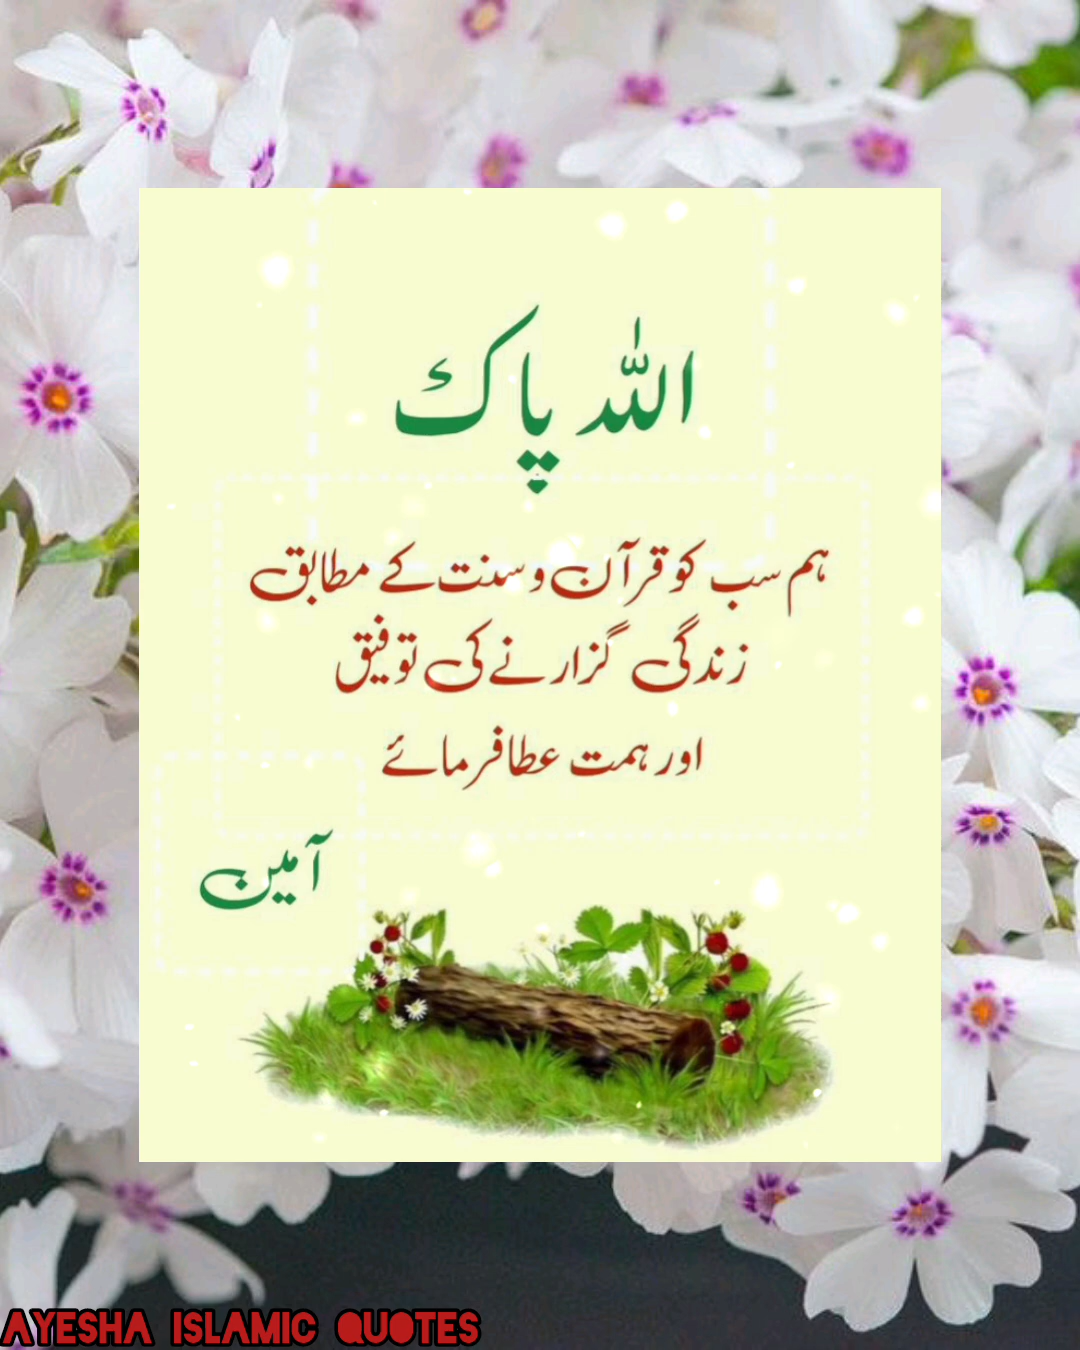 اللہ پاک
ہم سب کو قرآن و سنت کے مطابق
زندگی گزارنے کی توفیق
اور ہمت عطا فرمائے
آمین
AYESHA ISLAMIC QUOTES